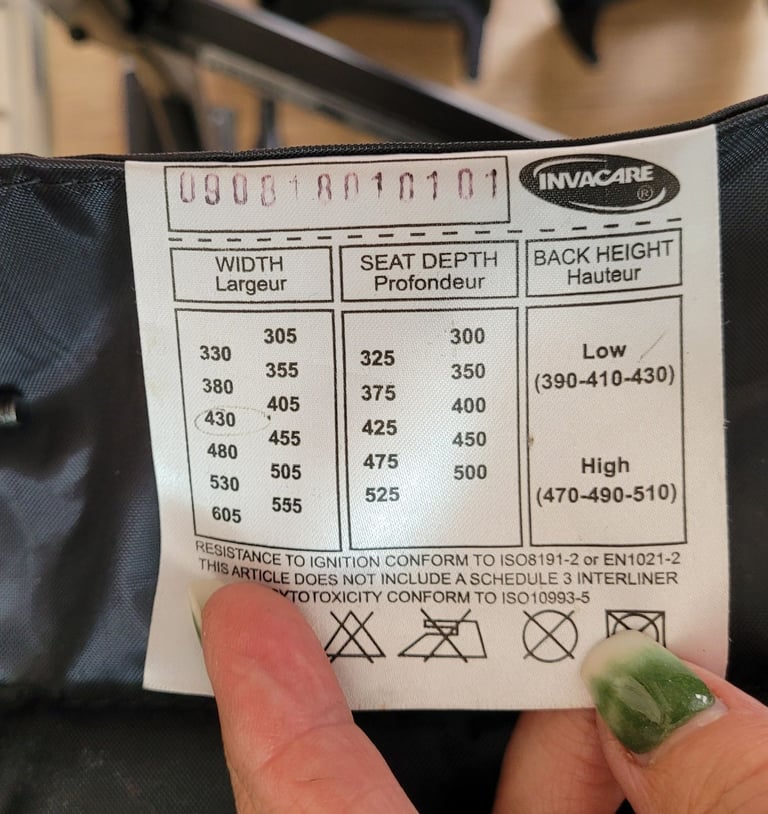 090818010101
INVACARE ®
WIDTH
Largeur
SEAT DEPTH
Profondeur
BACK HEIGHT
Hauteur
305
330
355
380
405
430
455
480
505
530
555
605
300
325
350
375
400
425
450
475
500
525
Low
(390-410-430)
High
(470-490-510)
RESISTANCE TO IGNITION CONFORM TO ISO8191-2 or EN1021-2
THIS ARTICLE DOES NOT INCLUDE A SCHEDULE 3 INTERLINER
CYTOTOXICITY CONFORM TO ISO10993-5